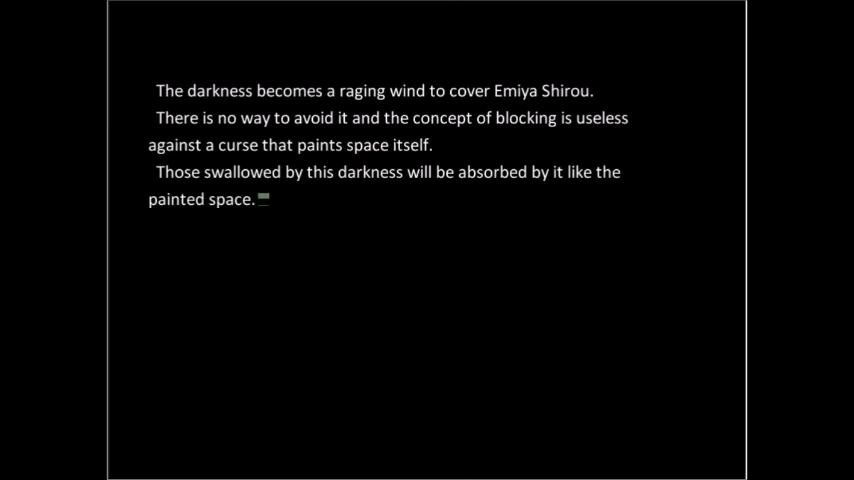 The darkness becomes a raging wind to cover Emiya Shirou.
There is no way to avoid it and the concept of blocking is useless
against a curse that paints space itself.
Those swallowed by this darkness will be absorbed by it like the
painted space.